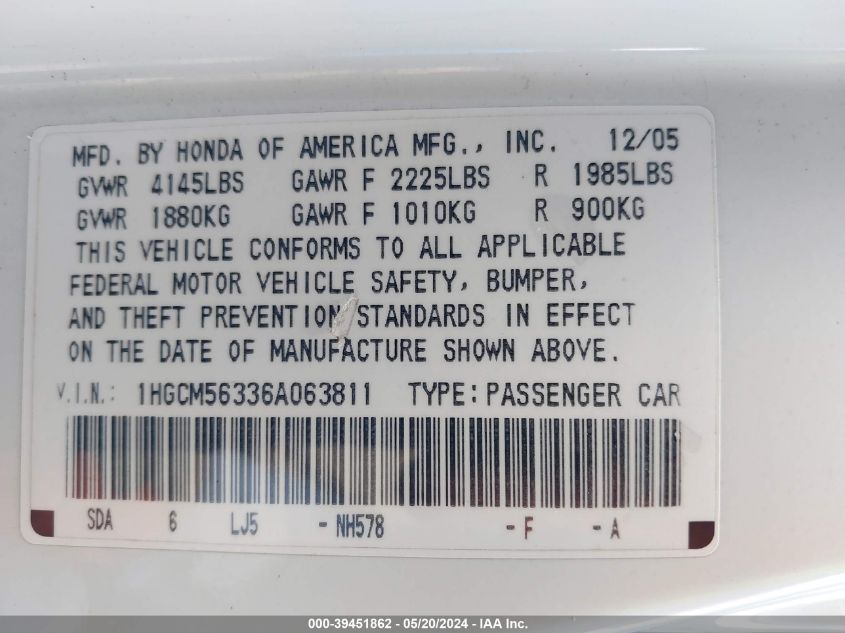 MFD. BY HONDA OF AMERICA MFG., INC. 12/05
GVWR 4145LBS GAWR F 2225LBS R 1985LBS
GVWR 1880KG GAWR F 1010KG R 900KG
THIS VEHICLE CONFORMS TO ALL APPLICABLE
FEDERAL MOTOR VEHICLE SAFETY, BUMPER,
AND THEFT PREVENTION STANDARDS IN EFFECT
ON THE DATE OF MANUFACTURE SHOWN ABOVE.
V.I.N.: 1HGCM56336A063811 TYPE: PASSENGER CAR
SDA 6 LJ5 - NH578 - F - A
000-39451862 - 05/20/2024 - IAA Inc.